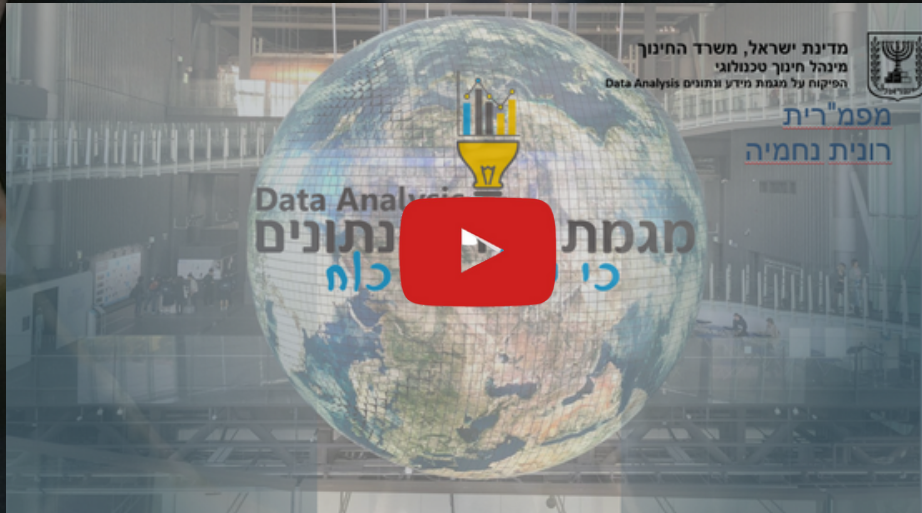 מדינת ישראל, משרד החינוך
מינהל חינוך טכנולוגי
הפיקוח על מגמת מידע ונתונים Data Analysis
מפמ"רית
רונית נחמיה
Data Analysis
מגמת נתונים
כי כוח